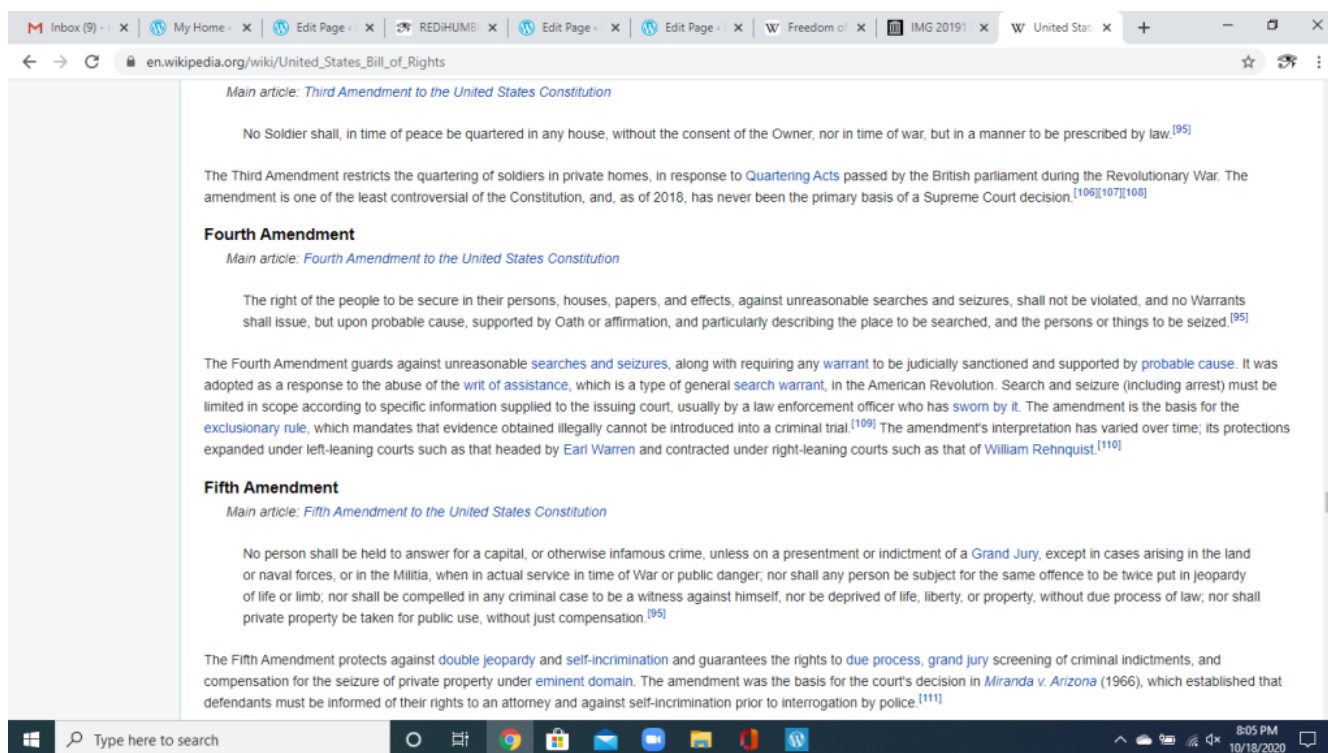 Inbox (9) -
My Home
Edit Page
REDiHUMB
Edit Page
Edit Page
Freedom of
IMG 20191
United Stat
en.wikipedia.org/wiki/United_States_Bill_of_Rights
Main article: Third Amendment to the United States Constitution
No Soldier shall, in time of peace be quartered in any house, without the consent of the Owner, nor in time of war, but in a manner to be prescribed by law.[95]
The Third Amendment restricts the quartering of soldiers in private homes, in response to Quartering Acts passed by the British parliament during the Revolutionary War. The
amendment is one of the least controversial of the Constitution, and, as of 2018, has never been the primary basis of a Supreme Court decision.[106][107][108]
Fourth Amendment
Main article: Fourth Amendment to the United States Constitution
The right of the people to be secure in their persons, houses, papers, and effects, against unreasonable searches and seizures, shall not be violated, and no Warrants
shall issue, but upon probable cause, supported by Oath or affirmation, and particularly describing the place to be searched, and the persons or things to be seized.[95]
The Fourth Amendment guards against unreasonable searches and seizures, along with requiring any warrant to be judicially sanctioned and supported by probable cause. It was
adopted as a response to the abuse of the writ of assistance, which is a type of general search warrant, in the American Revolution. Search and seizure (including arrest) must be
limited in scope according to specific information supplied to the issuing court, usually by a law enforcement officer who has sworn by it. The amendment is the basis for the
exclusionary rule, which mandates that evidence obtained illegally cannot be introduced into a criminal trial.[109] The amendment's interpretation has varied over time; its protections
expanded under left-leaning courts such as that headed by Earl Warren and contracted under right-leaning courts such as that of William Rehnquist.[110]
Fifth Amendment
Main article: Fifth Amendment to the United States Constitution
No person shall be held to answer for a capital, or otherwise infamous crime, unless on a presentment or indictment of a Grand Jury, except in cases arising in the land
or naval forces, or in the Militia, when in actual service in time of War or public danger; nor shall any person be subject for the same offence to be twice put in jeopardy
of life or limb; nor shall be compelled in any criminal case to be a witness against himself, nor be deprived of life, liberty, or property, without due process of law; nor shall
private property be taken for public use, without just compensation.[95]
The Fifth Amendment protects against double jeopardy and self-incrimination and guarantees the rights to due process, grand jury screening of criminal indictments, and
compensation for the seizure of private property under eminent domain. The amendment was the basis for the court's decision in Miranda v. Arizona (1966), which established that
defendants must be informed of their rights to an attorney and against self-incrimination prior to interrogation by police.[111]
Type here to search
8:05 PM
10/18/2020